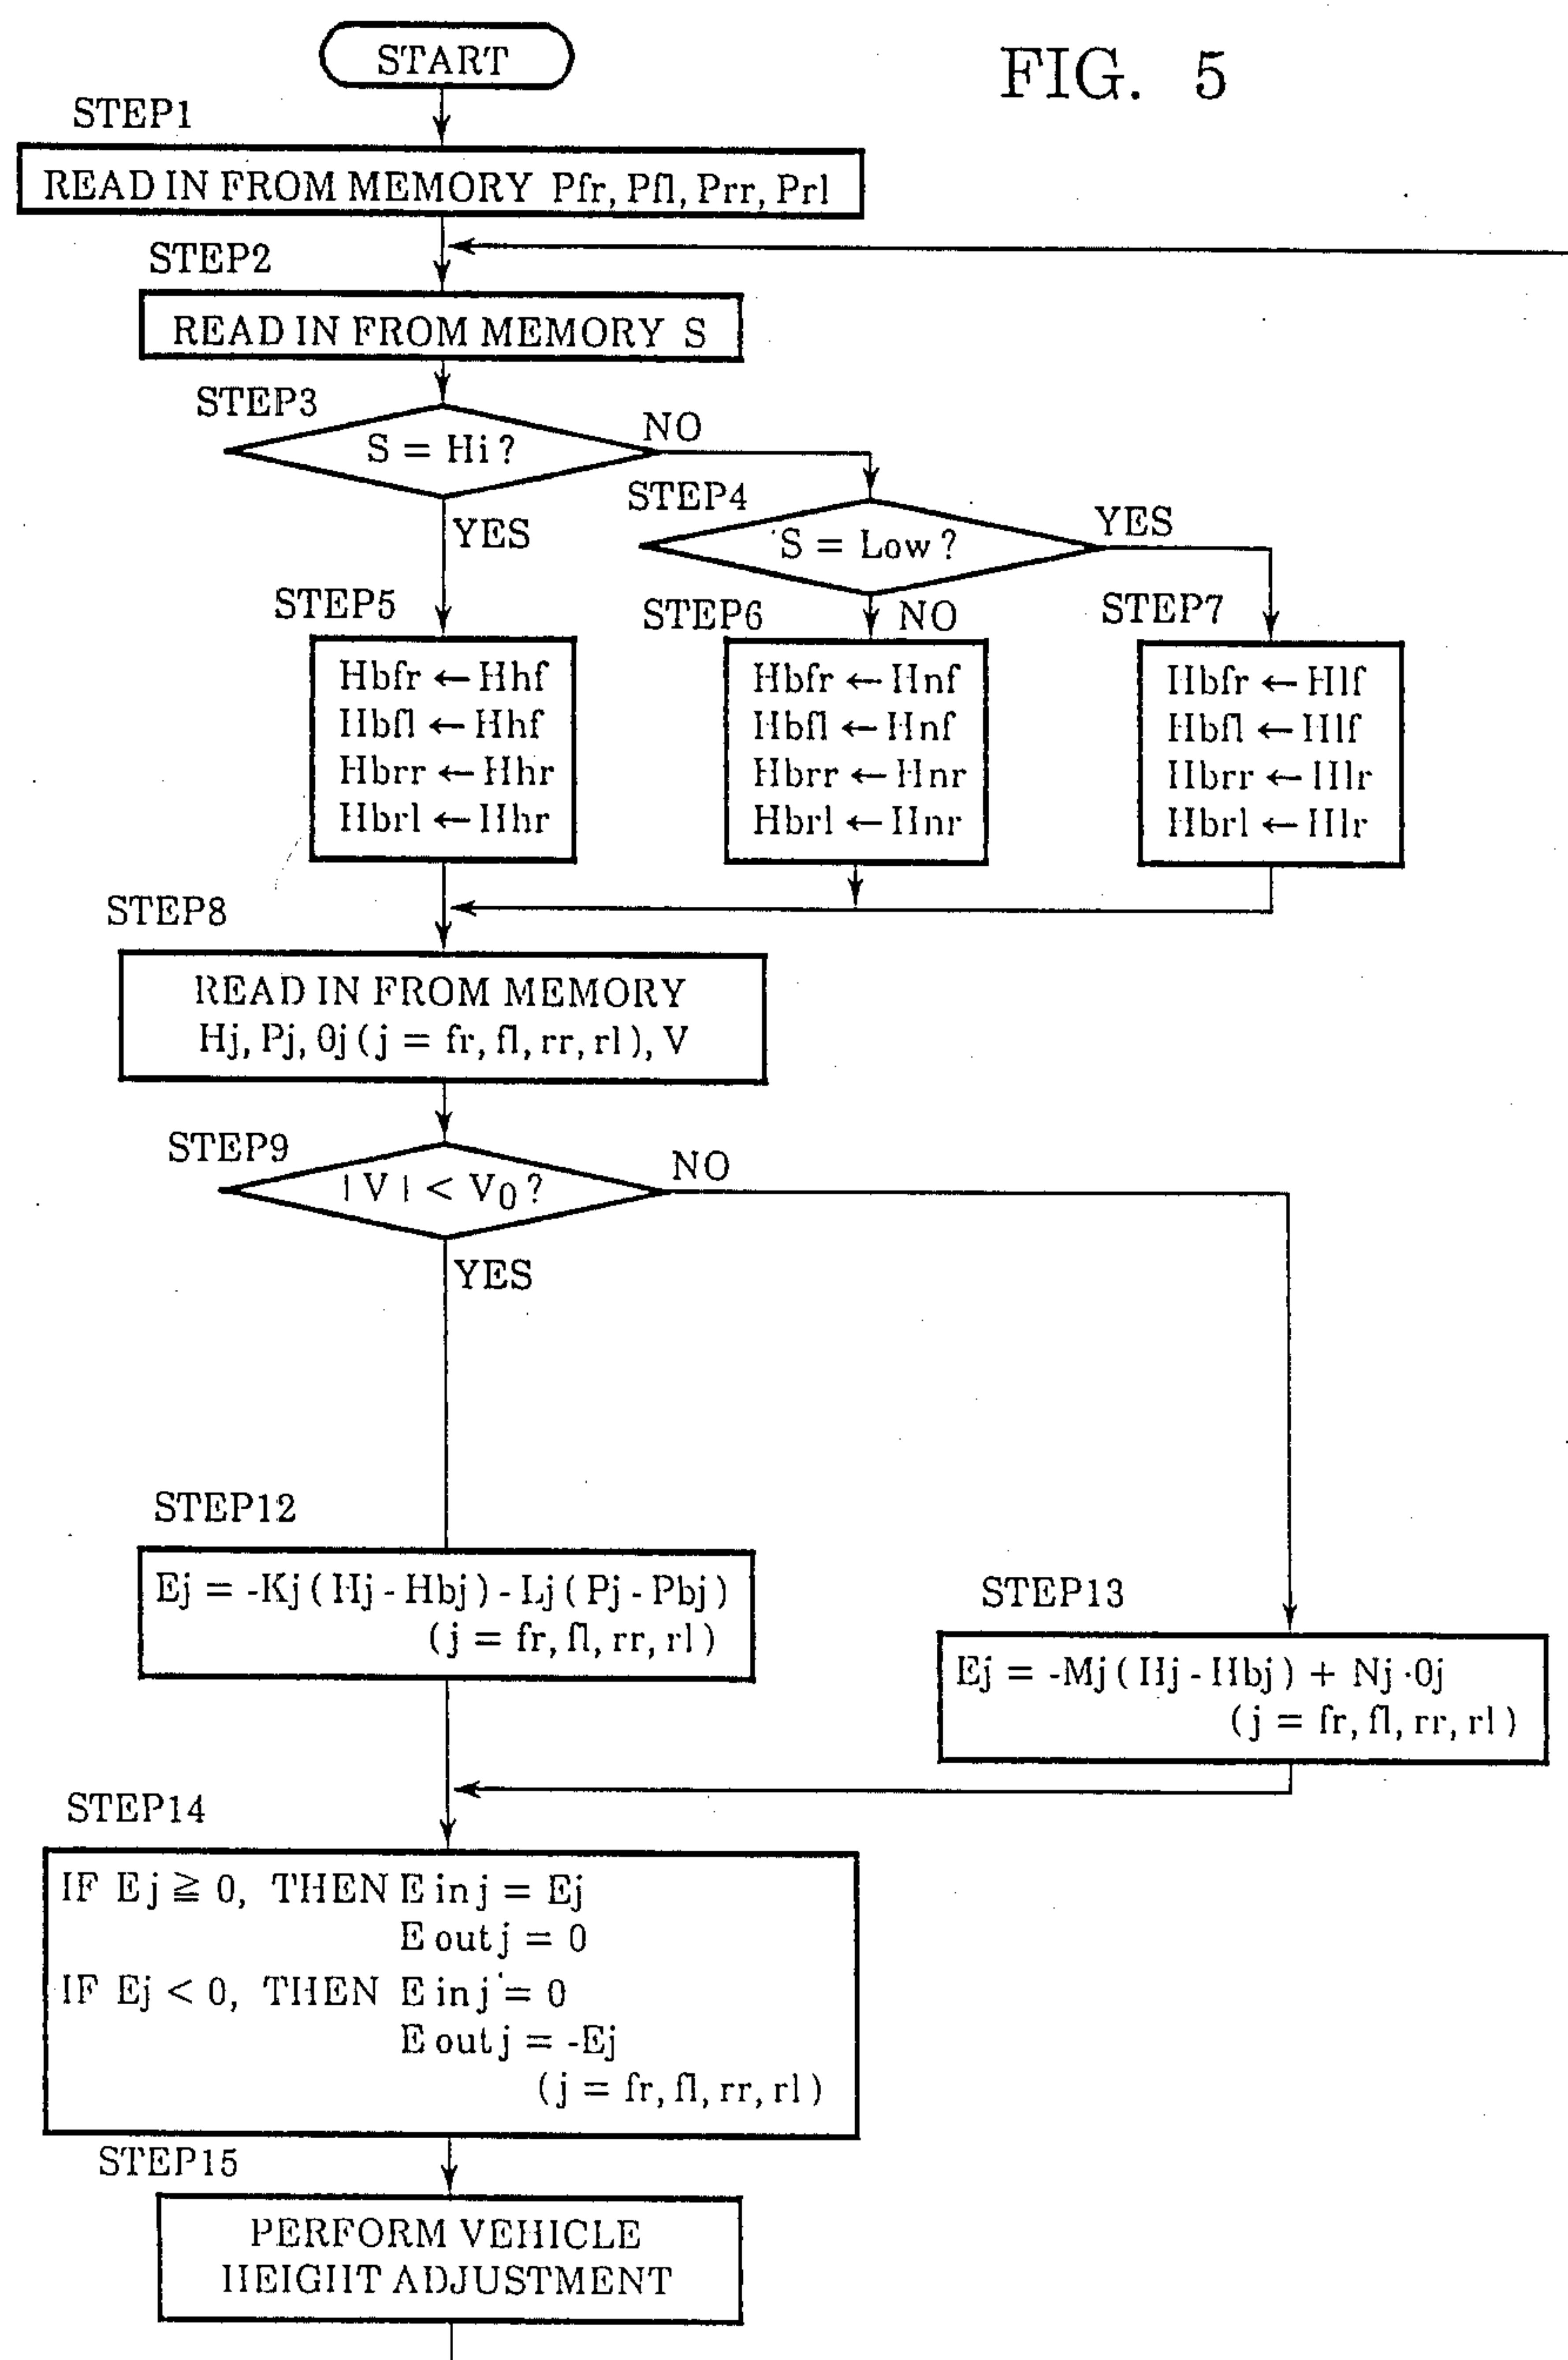 START
FIG. 5
STEP1
READ IN FROM MEMORY Pfr, Pfl, Prr, Prl
STEP2
READ IN FROM MEMORY S
STEP3
S = Hi?
NO
YES
STEP4
S = Low?
YES
NO
STEP5
Hbfr ← Hhf
Hbfl ← Hhf
Hbrr ← Hhr
Hbrl ← Hhr
STEP6
Hbfr ← Hnf
Hbfl ← Hnf
Hbrr ← Hnr
Hbrl ← Hnr
STEP7
Hbfr ← Hlf
Hbfl ← Hlf
Hbrr ← Hlr
Hbrl ← Hlr
STEP8
READ IN FROM MEMORY
Hj, Pj, θj (j = fr, fl, rr, rl), V
STEP9
|V| < V₀?
NO
YES
STEP12
Ej = -Kj (Hj - Hbj) - Lj (Pj - Pbj)
(j = fr, fl, rr, rl)
STEP13
Ej = -Mj (Hj - Hbj) + Nj · θj
(j = fr, fl, rr, rl)
STEP14
IF Ej ≧ 0, THEN E in j = Ej
E out j = 0
IF Ej < 0, THEN E in j = 0
E out j = -Ej
(j = fr, fl, rr, rl)
STEP15
PERFORM VEHICLE
HEIGHT ADJUSTMENT